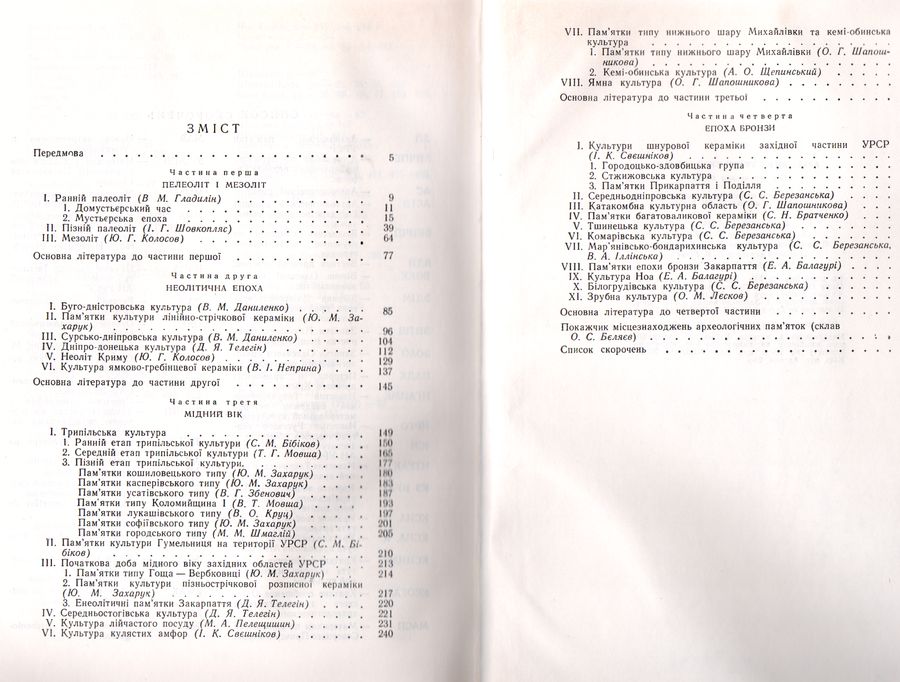 ЗМІСТ
Передмова . . . . . . . . . . . . . . . . . . 5
Частина перша
ПЕЛЕОЛІТ І МЕЗОЛІТ
I. Ранній палеоліт (В М. Гладилін) . . . . . . . . . . 9
1. Домустьєрський час . . . . . . . . . . 11
2. Мустьєрська епоха . . . . . . . . . . 15
II. Пізній палеоліт (І. Г. Шовкопляс) . . . . . . . . . . 39
III. Мезоліт (Ю. Г. Колосов) . . . . . . . . . . 64
Основна література до частини першої . . . . . . . . . . 77
Частина друга
НЕОЛІТИЧНА ЕПОХА
I. Буго-дністровська культура (В. М. Даниленко) . . . . . 85
II. Пам'ятки культури лінійно-стрічкової кераміки (Ю. М. За-
харук) . . . . . . . . . . 96
III. Сурсько-дніпровська культура (В. М. Даниленко) . . . . 104
IV. Дніпро-донецька культура (Д. Я. Телегін) . . . . . 112
V. Неоліт Криму (Ю. Г. Колосов) . . . . . . . . 129
VI. Культура ямково-гребінцевої кераміки (В. І. Неприна) . . . 137
Основна література до частини другої . . . . . . . . 145
Частина третя
МІДНИЙ ВІК
I. Трипільська культура . . . . . . . . . . 149
1. Ранній етап трипільської культури (С. М. Бібіков) . . . . 150
2. Середній етап трипільської культури (Т. Г. Мовша) . . . . 165
3. Пізній етап трипільської культури. . . . . . . . 177
Пам'ятки кошиловецького типу (Ю. М. Захарук) . . . . 180
Пам'ятки касперівського типу (Ю. М. Захарук) . . . . 183
Пам'ятки усатівського типу (В. Г. Збенович) . . . . 187
Пам'ятки типу Коломийщина I (В. Т. Мовша) . . . . 193
Пам'ятки лукашівського типу (В. О. Круц) . . . . 197
Пам'ятки софіївського типу (Ю. М. Захарук) . . . . 201
Пам'ятки городського типу (М. М. Шмаглій) . . . . 205
II. Пам'ятки культури Гумельниця на території УРСР (С. М. Бі-
біков) . . . . . . . . . . 210
III. Початкова доба мідного віку західних областей УРСР . . . 213
1. Пам'ятки типу Гоща — Вербковиці (Ю. М. Захарук) . . . 214
2. Пам'ятки культури пізньострічкової розписної кераміки
(Ю. М. Захарук) . . . . . . . . . . 217
3. Енеолітичні пам'ятки Закарпаття (Д. Я. Телегін) . . . . 220
IV. Середньостогівська культура (Д. Я. Телегін) . . . . . 221
V. Культура лійчастого посуду (М. А. Пелещишин) . . . . 231
VI. Культура кулястих амфор (І. К. Свешніков) . . . . . 240
VII. Пам'ятки типу нижнього шару Михайлівки та кемі-обинська
культура . . . . . . . . . .
1. Пам'ятки типу нижнього шару Михайлівки (О. Г. Шапош-
никова) . . . . . . . . . .
2. Кемі-обинська культура (А. О. Щепинський) . . . . .
VIII. Ямна культура (О. Г. Шапошникова) . . . . . . . .
Основна література до частини третьої . . . . . . . .
Частина четверта
ЕПОХА БРОНЗИ
I. Культури шнурової кераміки західної частини УРСР
(І. К. Свєшніков) . . . . . . . . . .
1. Городоцько-здовбицька група . . . . . . . .
2. Стжижовська культура . . . . . . . . . .
3. Пам'ятки Прикарпаття і Поділля . . . . . . . .
II. Середньодніпровська культура (С. С. Березанська) . . . .
III. Катакомбна культурна область (О. Г. Шапошникова) . . . .
IV. Пам'ятки багатоваликової кераміки (С. Н. Братченко) . . .
V. Тшинецька культура (С. С. Березанська) . . . . . .
VI. Комарівська культура (С. С. Березанська) . . . . .
VII. Мар'янівсько-бондарихинська культура (С. С. Березанська,
В. А. Іллінська) . . . . . . . . . .
VIII. Пам'ятки епохи бронзи Закарпаття (Е. А. Балагурі) . . . .
IX. Культура Ноа (Е. А. Балагурі) . . . . . . . .
X. Білогрудівська культура (С. С. Березанська) . . . . .
XI. Зрубна культура (О. М. Лєсков) . . . . . . . .
Основна література до четвертої частини . . . . . . .
Покажчик місцезнаходжень археологічних пам'яток (склав
О. С. Бєляєв) . . . . . . . . . .
Список скорочень . . . . . . . . . .